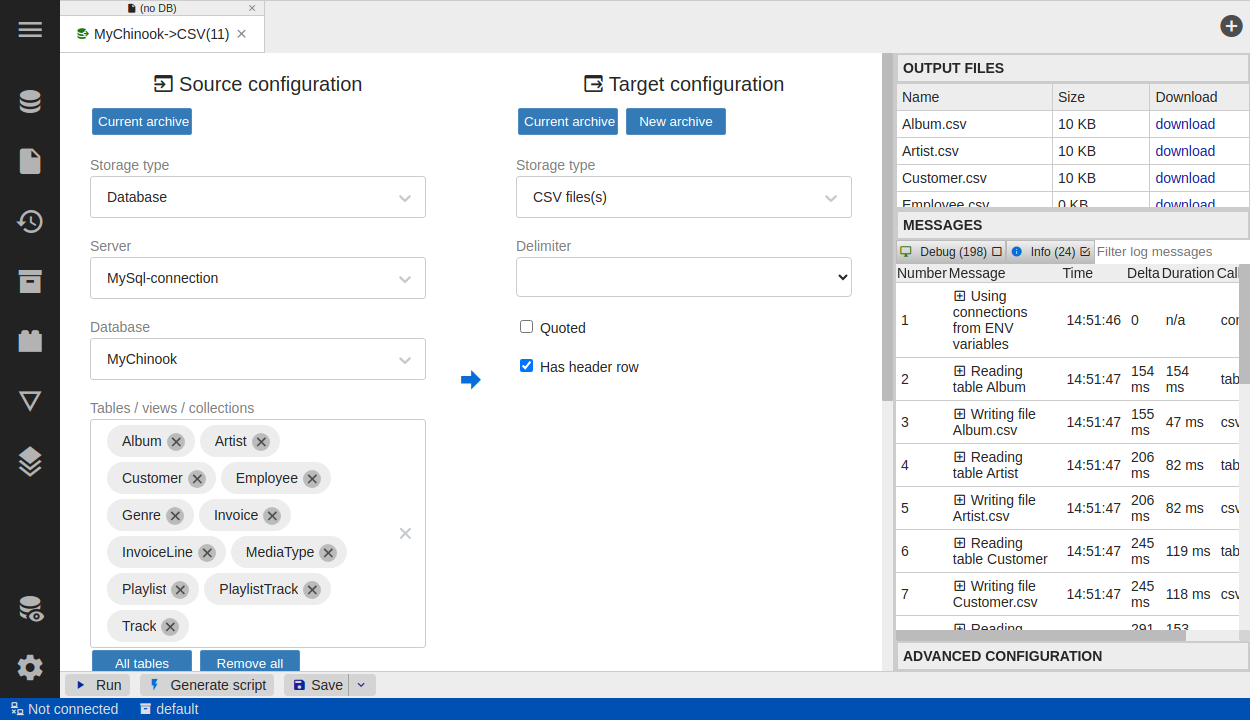 (no DB)
MyChinook->CSV(11)
Source configuration
Current archive
Storage type
Database
Server
MySql-connection
Database
MyChinook
Tables / views / collections
Album Artist
Customer Employee
Genre Invoice
InvoiceLine MediaType
Playlist PlaylistTrack
Track
All tables Remove all
Target configuration
Current archive New archive
Storage type
CSV files(s)
Delimiter
Quoted
Has header row
OUTPUT FILES
Name Size Download
Album.csv 10 KB download
Artist.csv 10 KB download
Customer.csv 10 KB download
Employee.csv 0 KB download
MESSAGES
Debug (198) Info (24) Filter log messages
Number Message Time Delta Duration Cal
1 Using connections from ENV variables 14:51:46 0 n/a cor
2 Reading table Album 14:51:47 154 ms 154 ms tab
3 Writing file Album.csv 14:51:47 155 ms 47 ms csv
4 Reading table Artist 14:51:47 206 ms 82 ms tab
5 Writing file Artist.csv 14:51:47 206 ms 82 ms csv
6 Reading table Customer 14:51:47 245 ms 119 ms tab
7 Writing file Customer.csv 14:51:47 245 ms 118 ms csv
Reading 291 153
ADVANCED CONFIGURATION
Run Generate script Save
Not connected default